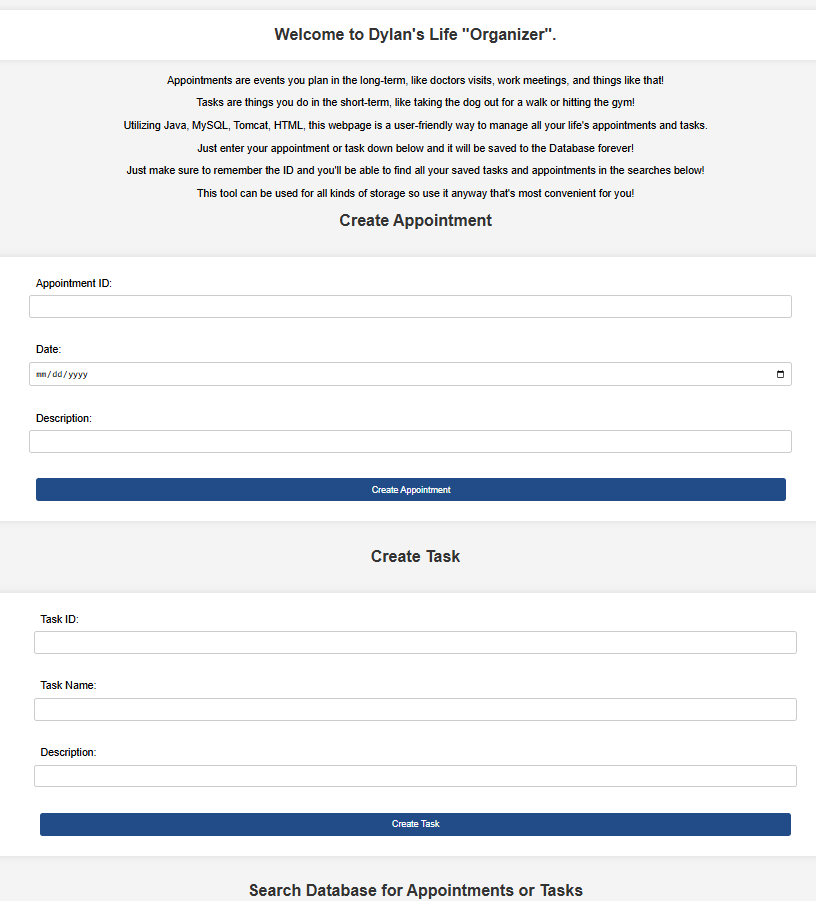 Welcome to Dylan's Life "Organizer".
Appointments are events you plan in the long-term, like doctors visits, work meetings, and things like that!
Tasks are things you do in the short-term, like taking the dog out for a walk or hitting the gym!
Utilizing Java, MySQL, Tomcat, HTML, this webpage is a user-friendly way to manage all your life's appointments and tasks.
Just enter your appointment or task down below and it will be saved to the Database forever!
Just make sure to remember the ID and you'll be able to find all your saved tasks and appointments in the searches below!
This tool can be used for all kinds of storage so use it anyway that's most convenient for you!
Create Appointment
Appointment ID:
Date:
mm/dd/yyyy
Description:
Create Appointment
Create Task
Task ID:
Task Name:
Description:
Create Task
Search Database for Appointments or Tasks